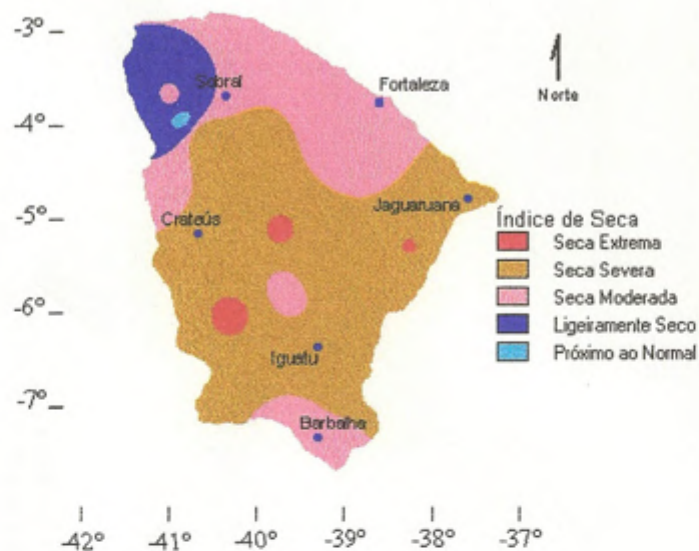 -3°
-4°
-5°
-6°
-7°
Sobral
Fortaleza
Norte
Crateús
Jaguaruana
Iguatu
Barbalha
Índice de Seca
Seca Extrema
Seca Severa
Seca Moderada
Ligeiramente Seco
Próximo ao Normal
-42° -41° -40° -39° -38° -37°